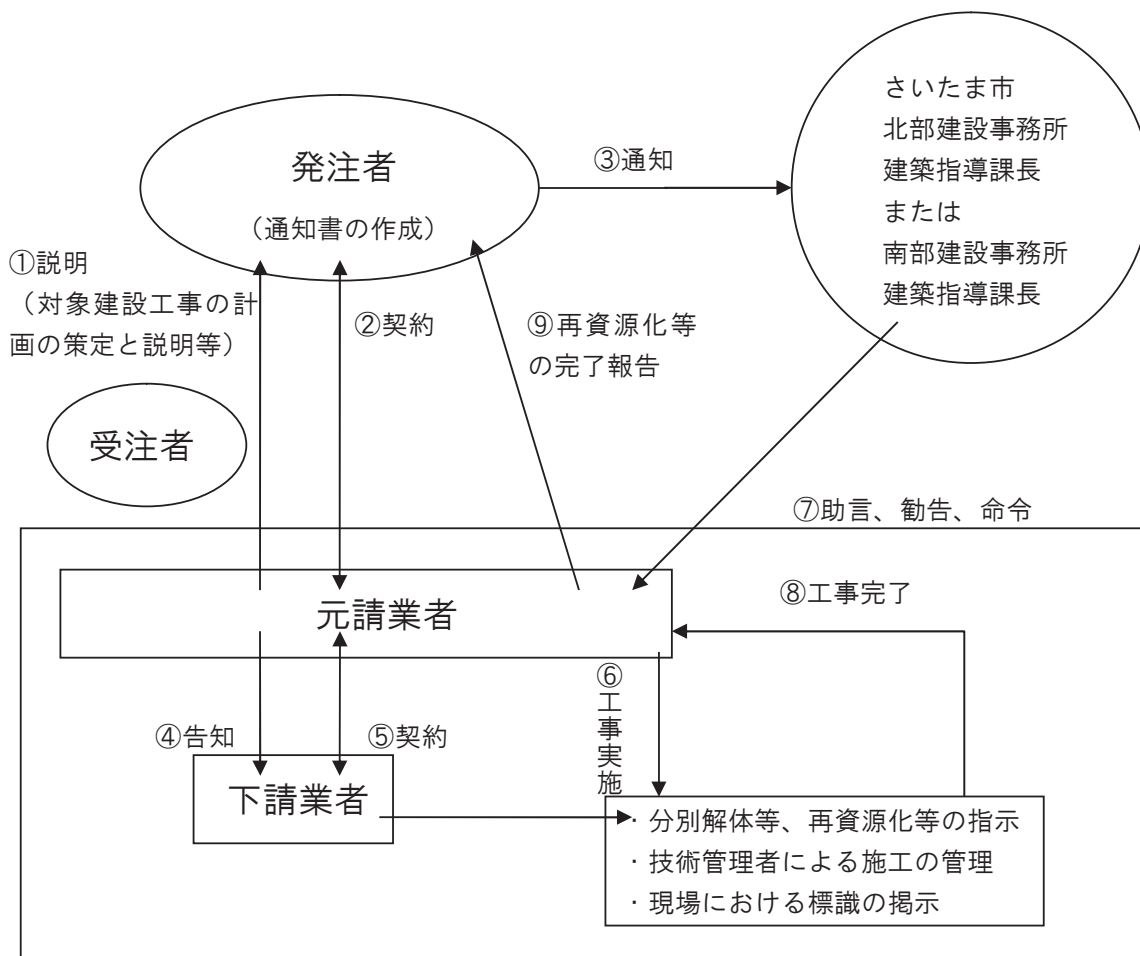 発注者
（通知書の作成）
③通知
さいたま市
北部建設事務所
建築指導課長
または
南部建設事務所
建築指導課長
①説明
（対象建設工事の計
画の策定と説明等）
②契約
⑨再資源化等
の完了報告
受注者
⑦助言、勧告、命令
元請業者
⑧工事完了
⑥工事実施
④告知
⑤契約
下請業者
・分別解体等、再資源化等の指示
・技術管理者による施工の管理
・現場における標識の掲示